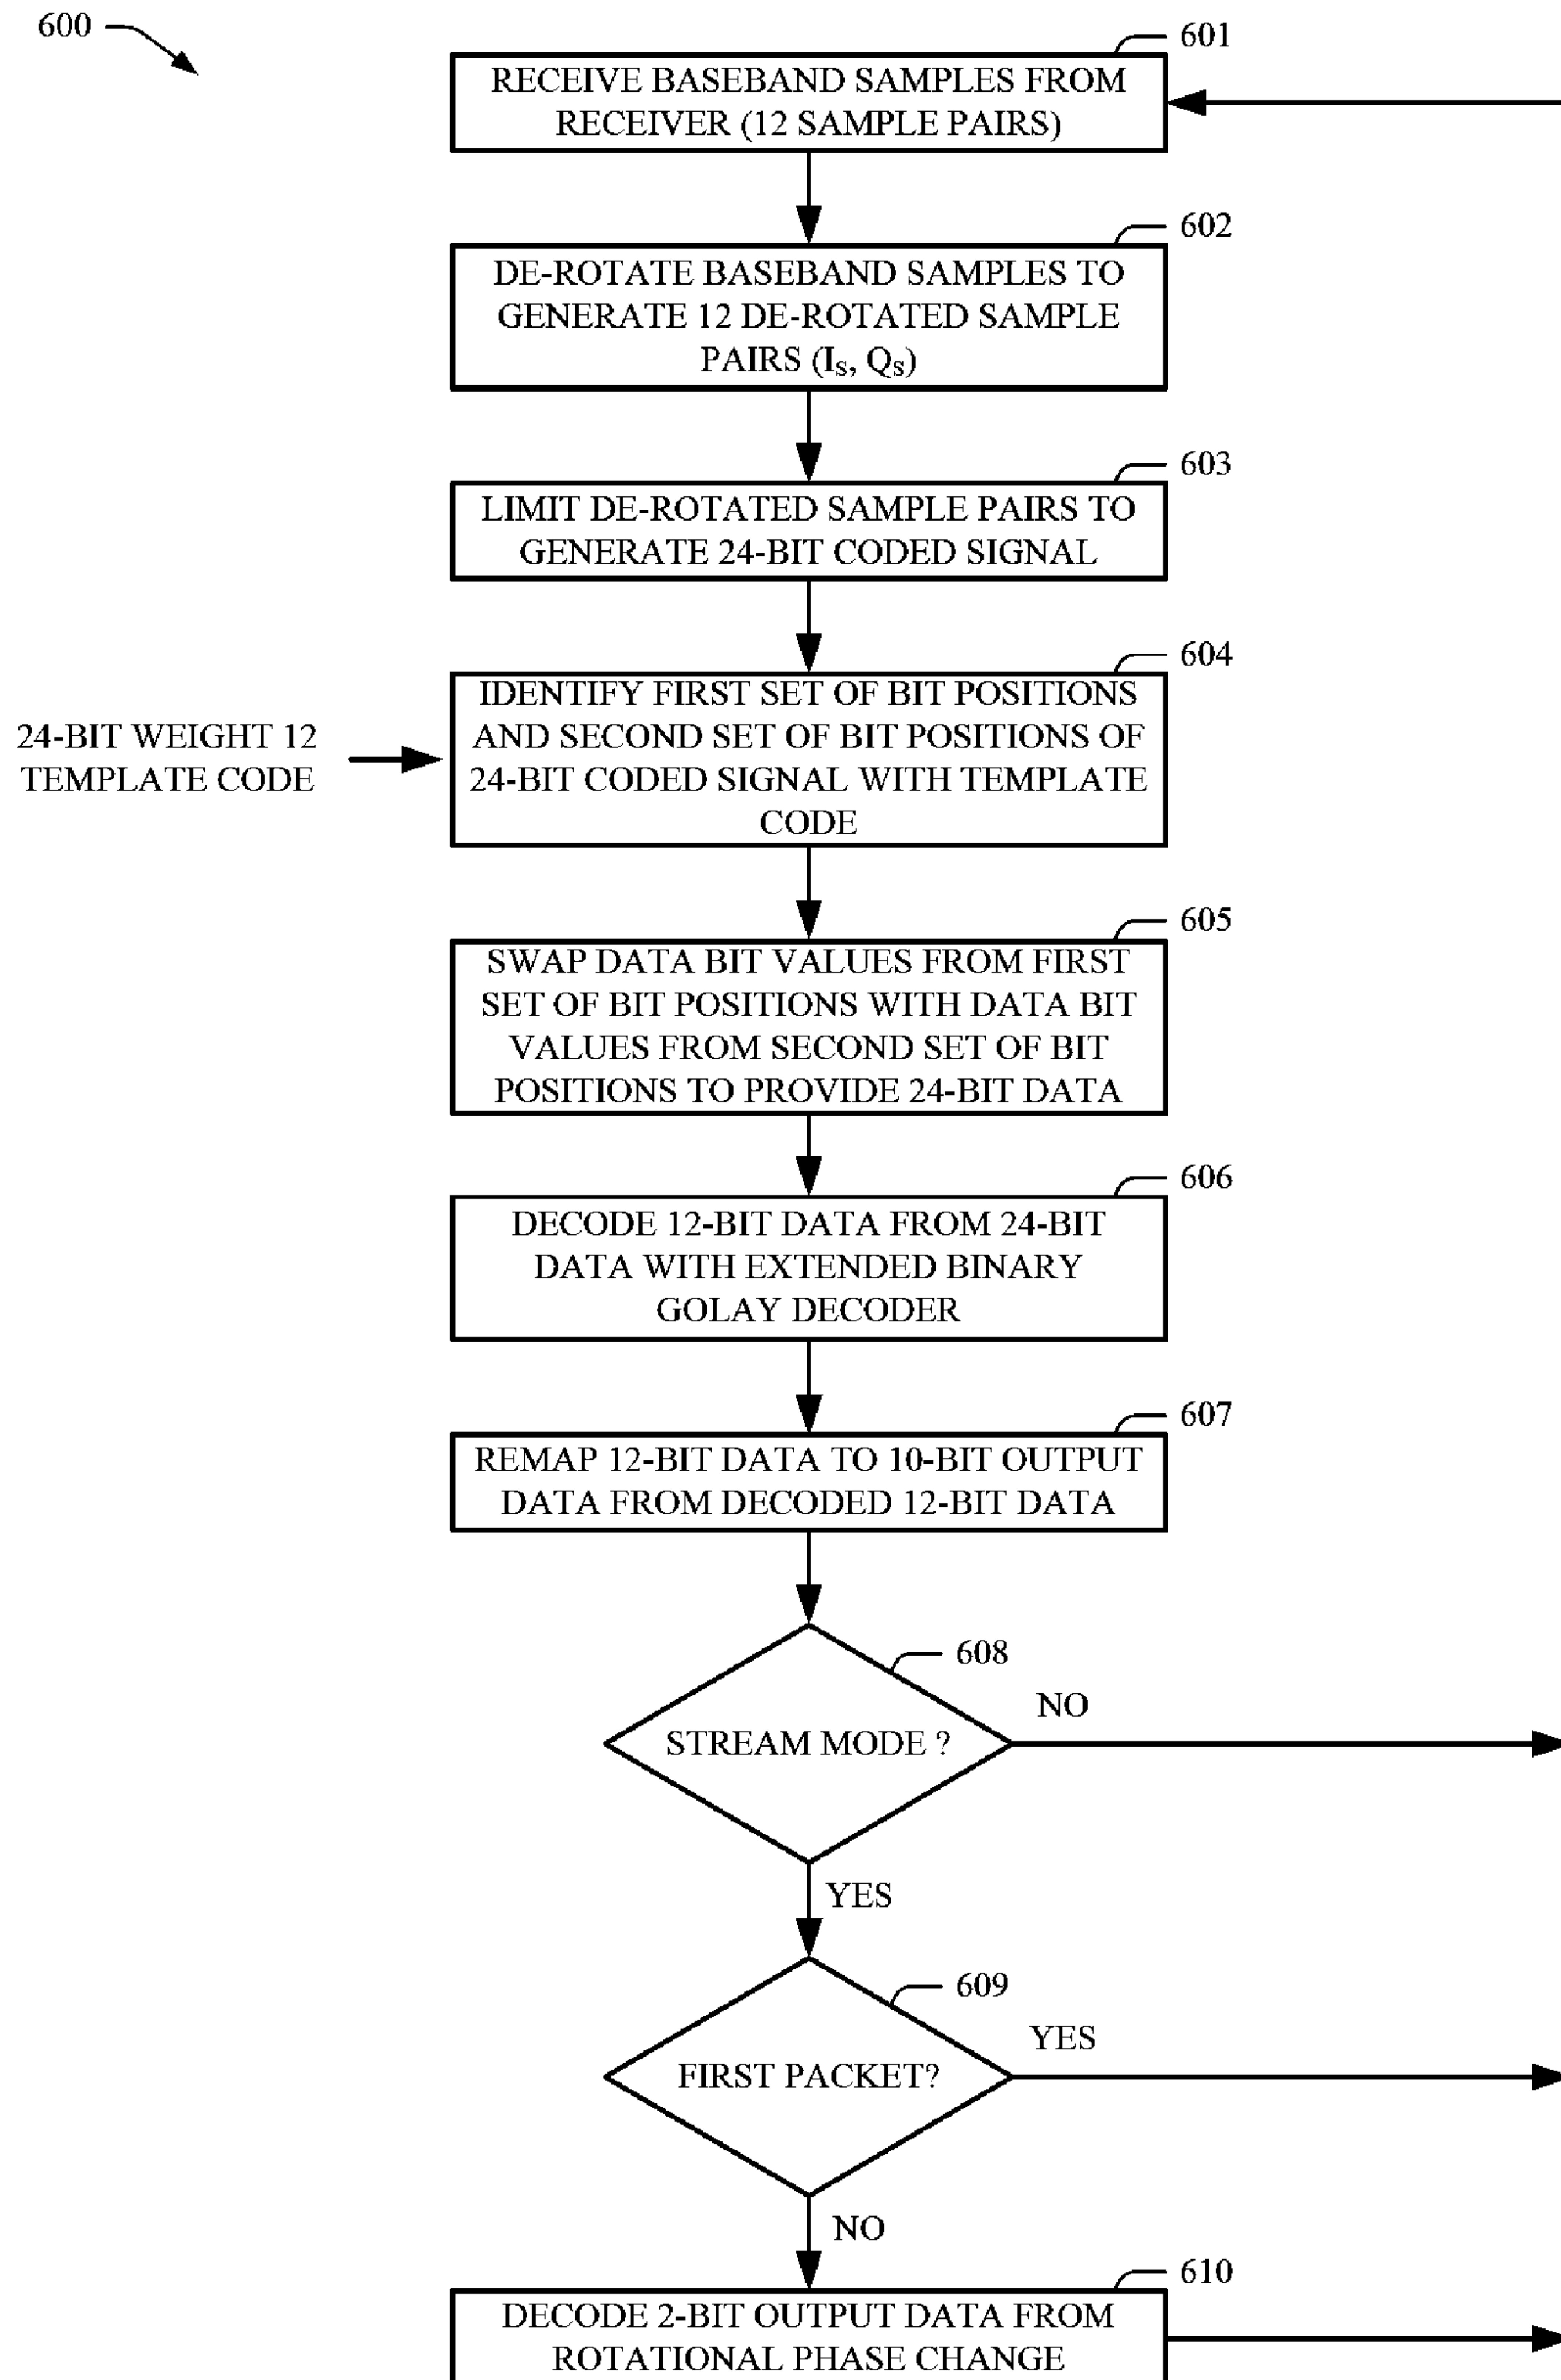 600
601
RECEIVE BASEBAND SAMPLES FROM
RECEIVER (12 SAMPLE PAIRS)
602
DE-ROTATE BASEBAND SAMPLES TO
GENERATE 12 DE-ROTATED SAMPLE
PAIRS (IS, QS)
603
LIMIT DE-ROTATED SAMPLE PAIRS TO
GENERATE 24-BIT CODED SIGNAL
604
24-BIT WEIGHT 12
TEMPLATE CODE
IDENTIFY FIRST SET OF BIT POSITIONS
AND SECOND SET OF BIT POSITIONS OF
24-BIT CODED SIGNAL WITH TEMPLATE
CODE
605
SWAP DATA BIT VALUES FROM FIRST
SET OF BIT POSITIONS WITH DATA BIT
VALUES FROM SECOND SET OF BIT
POSITIONS TO PROVIDE 24-BIT DATA
606
DECODE 12-BIT DATA FROM 24-BIT
DATA WITH EXTENDED BINARY
GOLAY DECODER
607
REMAP 12-BIT DATA TO 10-BIT OUTPUT
DATA FROM DECODED 12-BIT DATA
608
STREAM MODE ?
NO
YES
609
FIRST PACKET?
YES
NO
610
DECODE 2-BIT OUTPUT DATA FROM
ROTATIONAL PHASE CHANGE